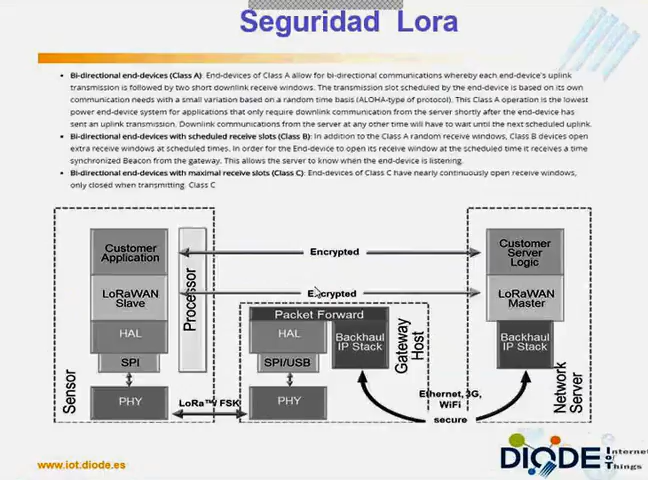 Seguridad Lora
Bi-directional end-devices (Class A): End-devices of Class A allow for bi-directional communications whereby each end-device's uplink
transmission is followed by two short downlink receive windows. The transmission slot scheduled by the end-device is based on its own
communication needs with a small variation based on a random time basis (ALOHA-type of protocol). This Class A operation is the lowest
power end-device system for applications that only require downlink communication from the server shortly after the end-device has
sent an uplink transmission. Downlink communications from the server at any other time will have to wait until the next scheduled uplink.
Bi-directional end-devices with scheduled receive slots (Class B): In addition to the Class A random receive windows, Class B devices open
extra receive windows at scheduled times. In order for the End-device to open its receive window at the scheduled time it receives a time
synchronized Beacon from the gateway. This allows the server to know when the end-device is listening.
Bi-directional end-devices with maximal receive slots (Class C): End-devices of Class C have nearly continuously open receive windows,
only closed when transmitting. Class C
Customer
Application
LoRaWAN
Slave
HAL
SPI
PHY
Sensor
Processor
Encrypted
Encrypted
LoRa™/ FSK
Packet Forward
HAL
SPI/USB
PHY
Backhaul
IP Stack
Gateway
Host
Ethernet, 3G,
WiFi
secure
Customer
Server
Logic
LoRaWAN
Master
Backhaul
IP Stack
Network
Server
www.iot.diode.es
DIODE
Internet
of
Things